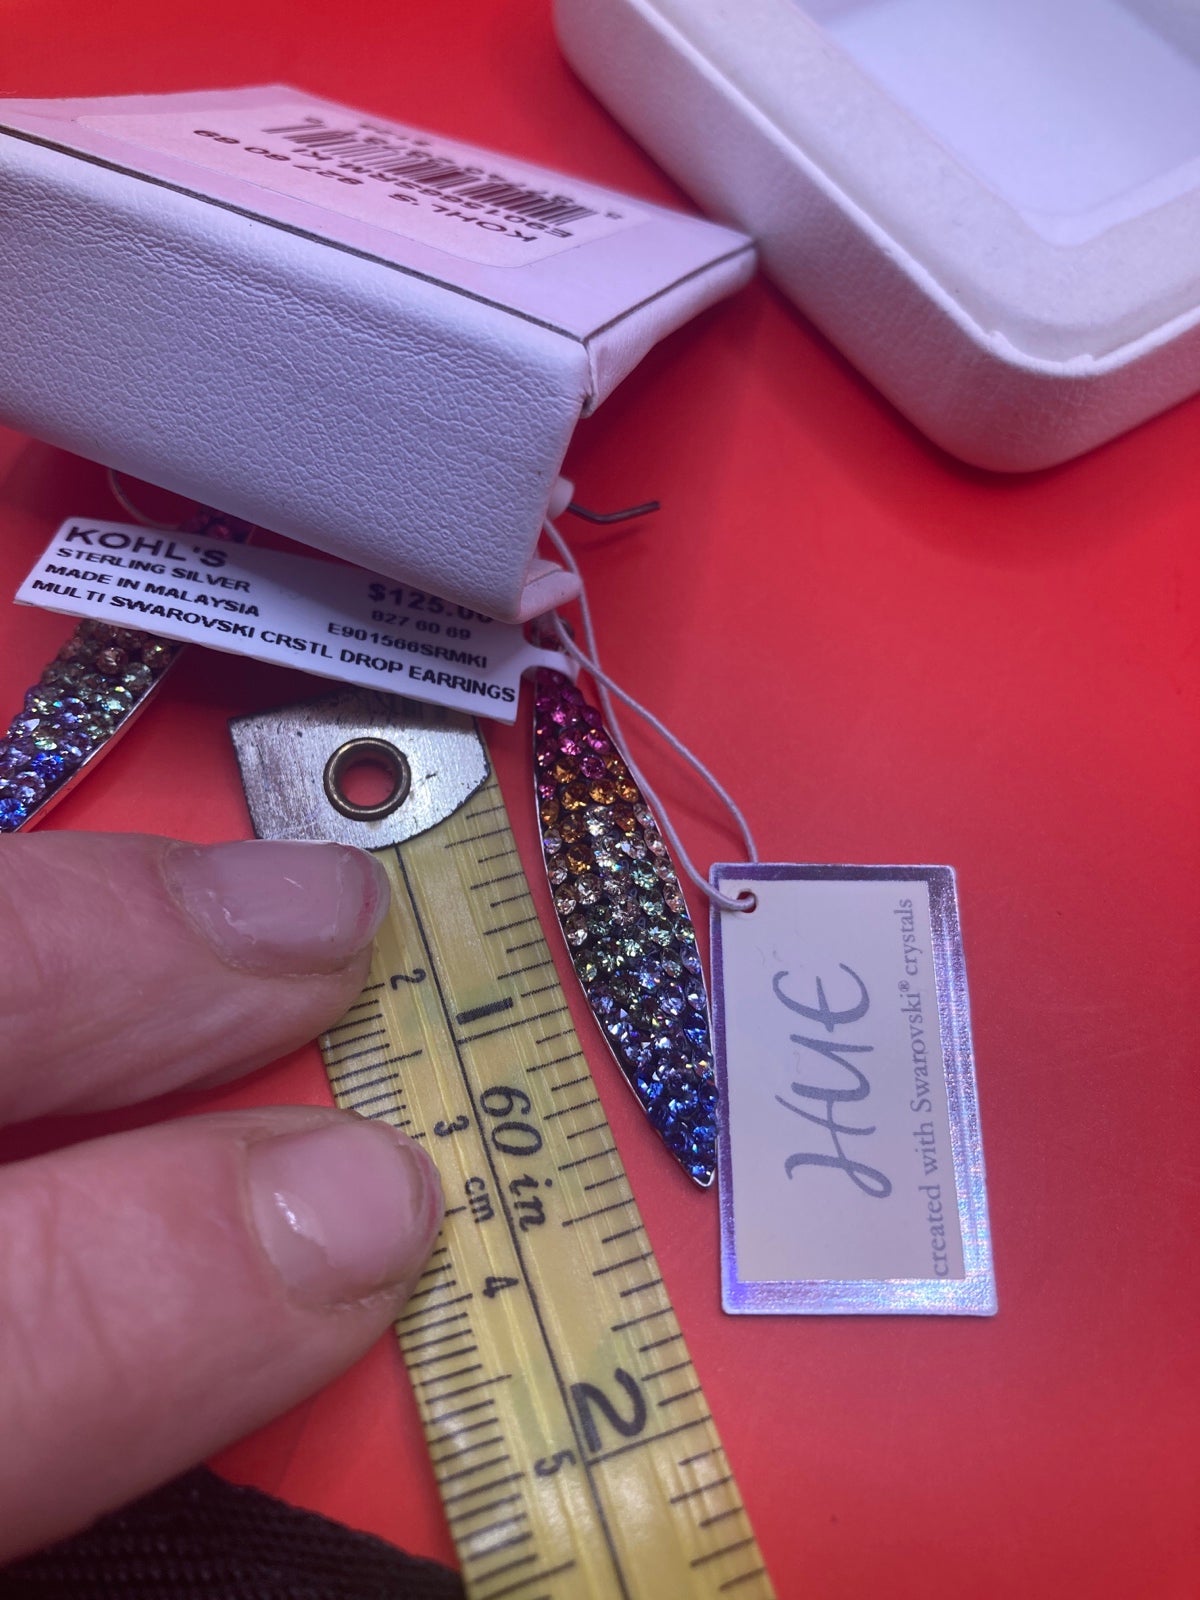 KOHL'S
827 60 69
E901566SRMKI
KOHL'S
STERLING SILVER
MADE IN MALAYSIA
MULTI SWAROVSKI CRSTL DROP EARRINGS
$125.00
827 60 69
E901566SRMKI
HUE
created with Swarovski® crystals
2
1
60 in
3
cm
4
2
5